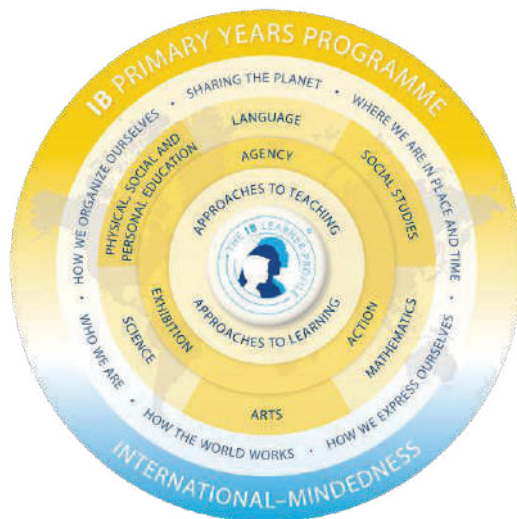 IB PRIMARY YEARS PROGRAMME
SHARING THE PLANET • WHERE WE ARE IN PLACE AND TIME • HOW WE EXPRESS OURSELVES • HOW THE WORLD WORKS • WHO WE ARE • HOW WE ORGANIZE OURSELVES •
LANGUAGE
SOCIAL STUDIES
MATHEMATICS
ARTS
SCIENCE
PHYSICAL, SOCIAL AND
PERSONAL EDUCATION
AGENCY
ACTION
EXHIBITION
APPROACHES TO TEACHING
APPROACHES TO LEARNING
THE IB LEARNER PROFILE
INTERNATIONAL–MINDEDNESS